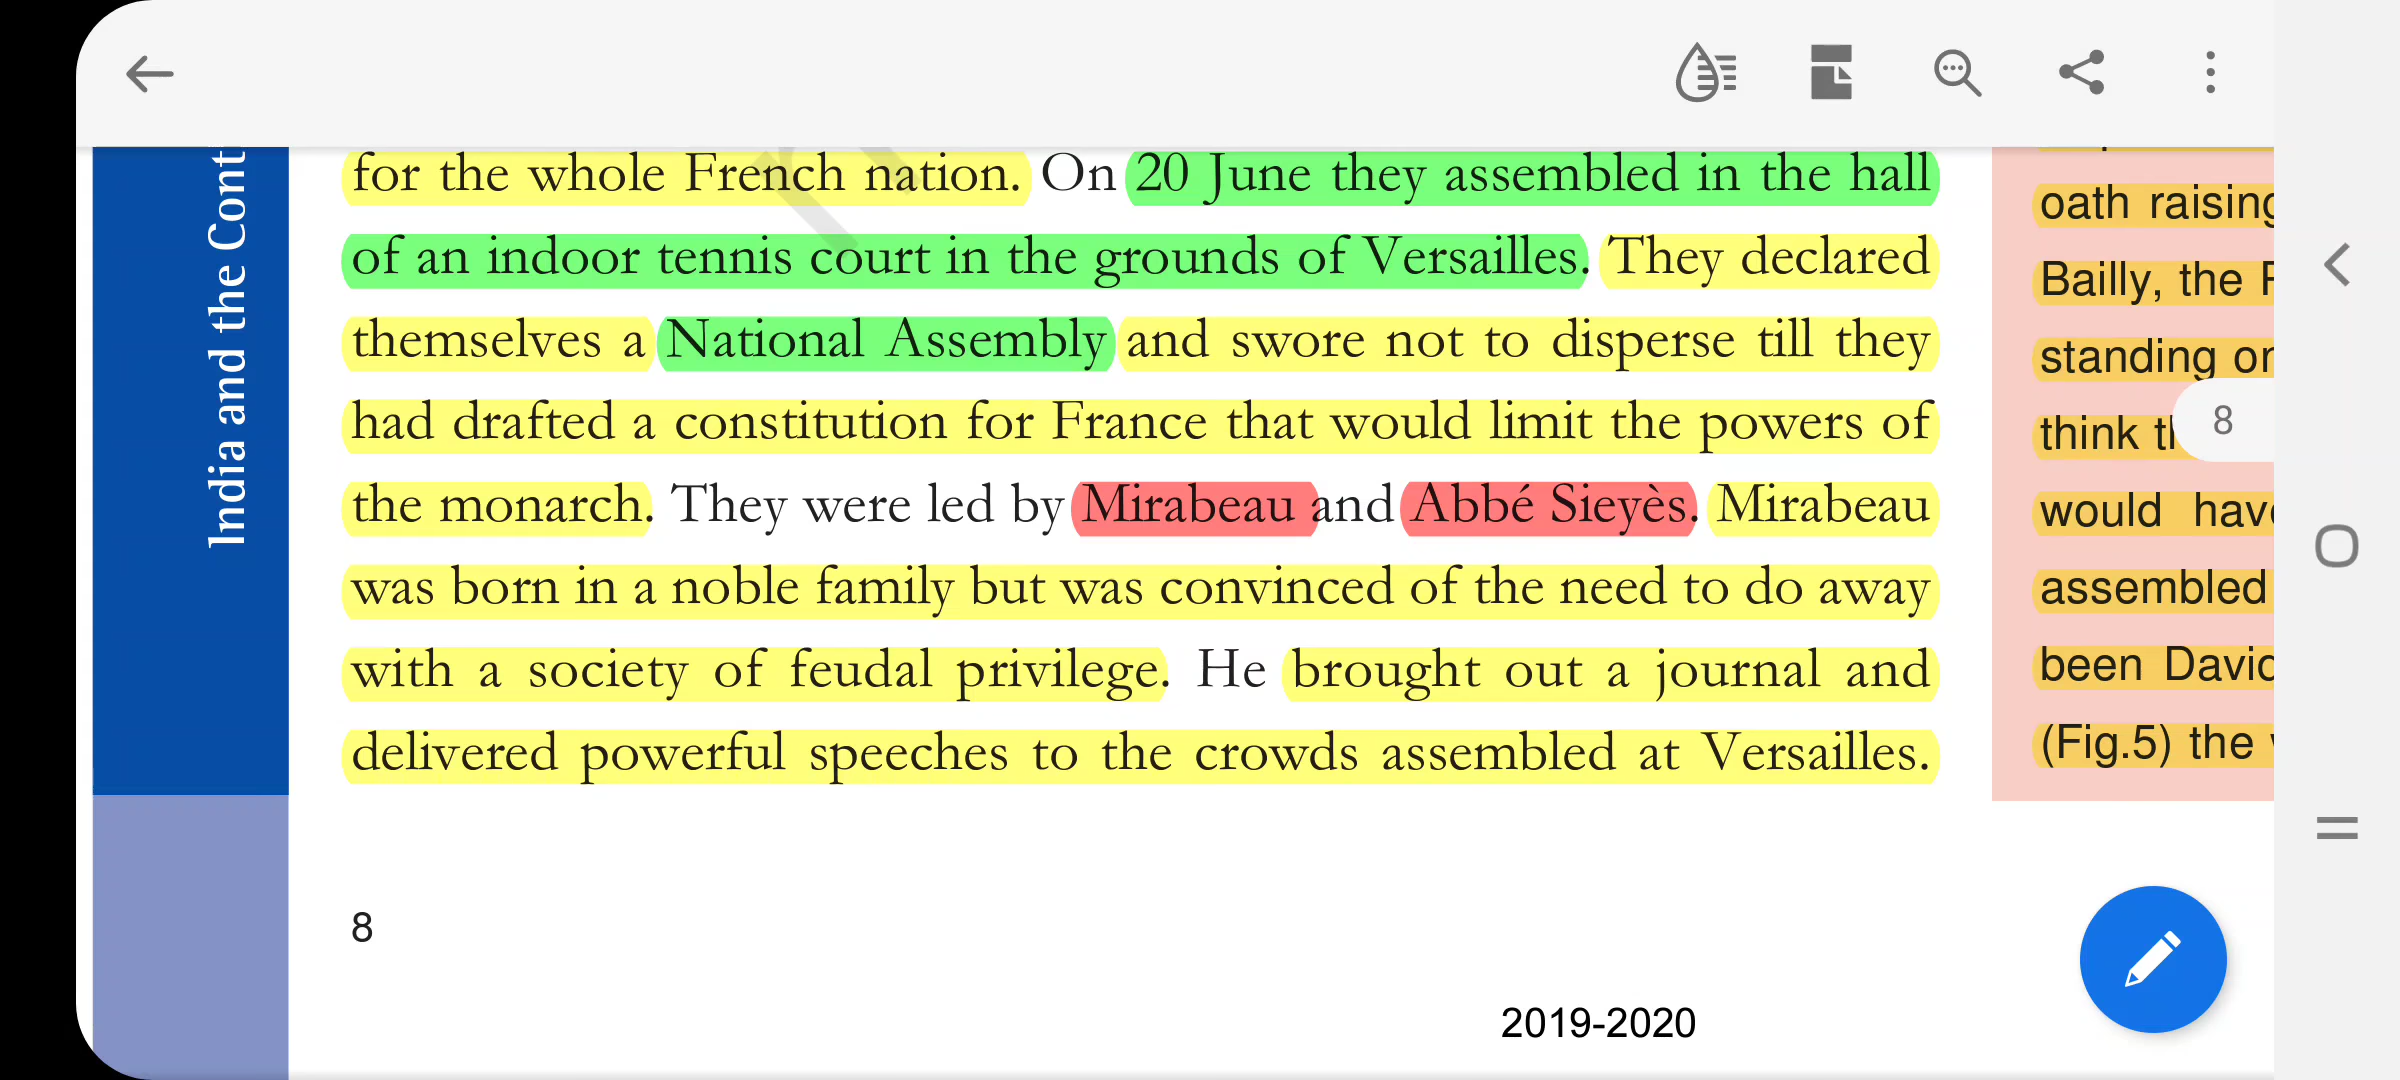 for the whole French nation. On 20 June they assembled in the hall
of an indoor tennis court in the grounds of Versailles. They declared
themselves a National Assembly and swore not to disperse till they
had drafted a constitution for France that would limit the powers of
the monarch. They were led by Mirabeau and Abbé Sieyès. Mirabeau
was born in a noble family but was convinced of the need to do away
with a society of feudal privilege. He brought out a journal and
delivered powerful speeches to the crowds assembled at Versailles.
8
2019-2020
India and the Cont
oath raising
Bailly, the
standing
think
would
assembled
been David
(Fig.5) the
8